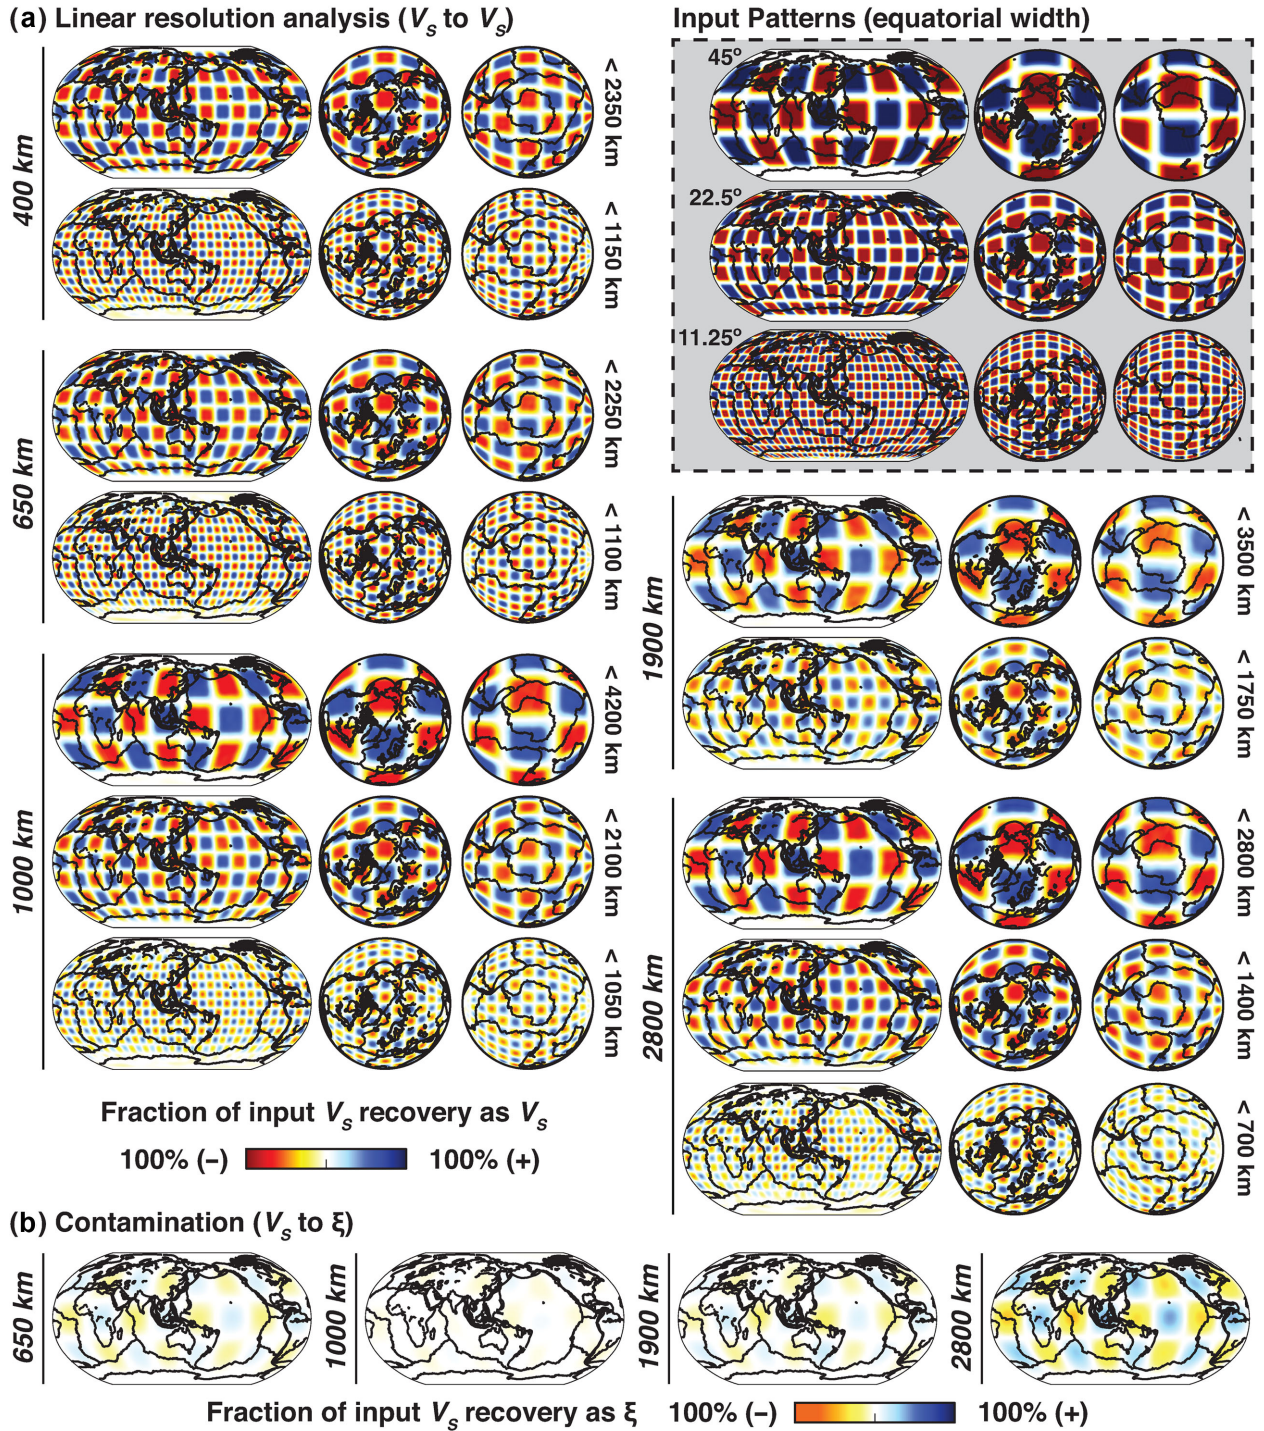 (a) Linear resolution analysis (Vs to Vs)
400 km
< 2350 km
< 1150 km
650 km
< 2250 km
< 1100 km
1000 km
< 4200 km
< 2100 km
< 1050 km
Fraction of input Vs recovery as Vs
100% (–) 100% (+)
Input Patterns (equatorial width)
45°
22.5°
11.25°
1900 km
< 3500 km
< 1750 km
2800 km
< 2800 km
< 1400 km
< 700 km
(b) Contamination (Vs to ξ)
650 km
1000 km
1900 km
2800 km
Fraction of input Vs recovery as ξ 100% (–) 100% (+)